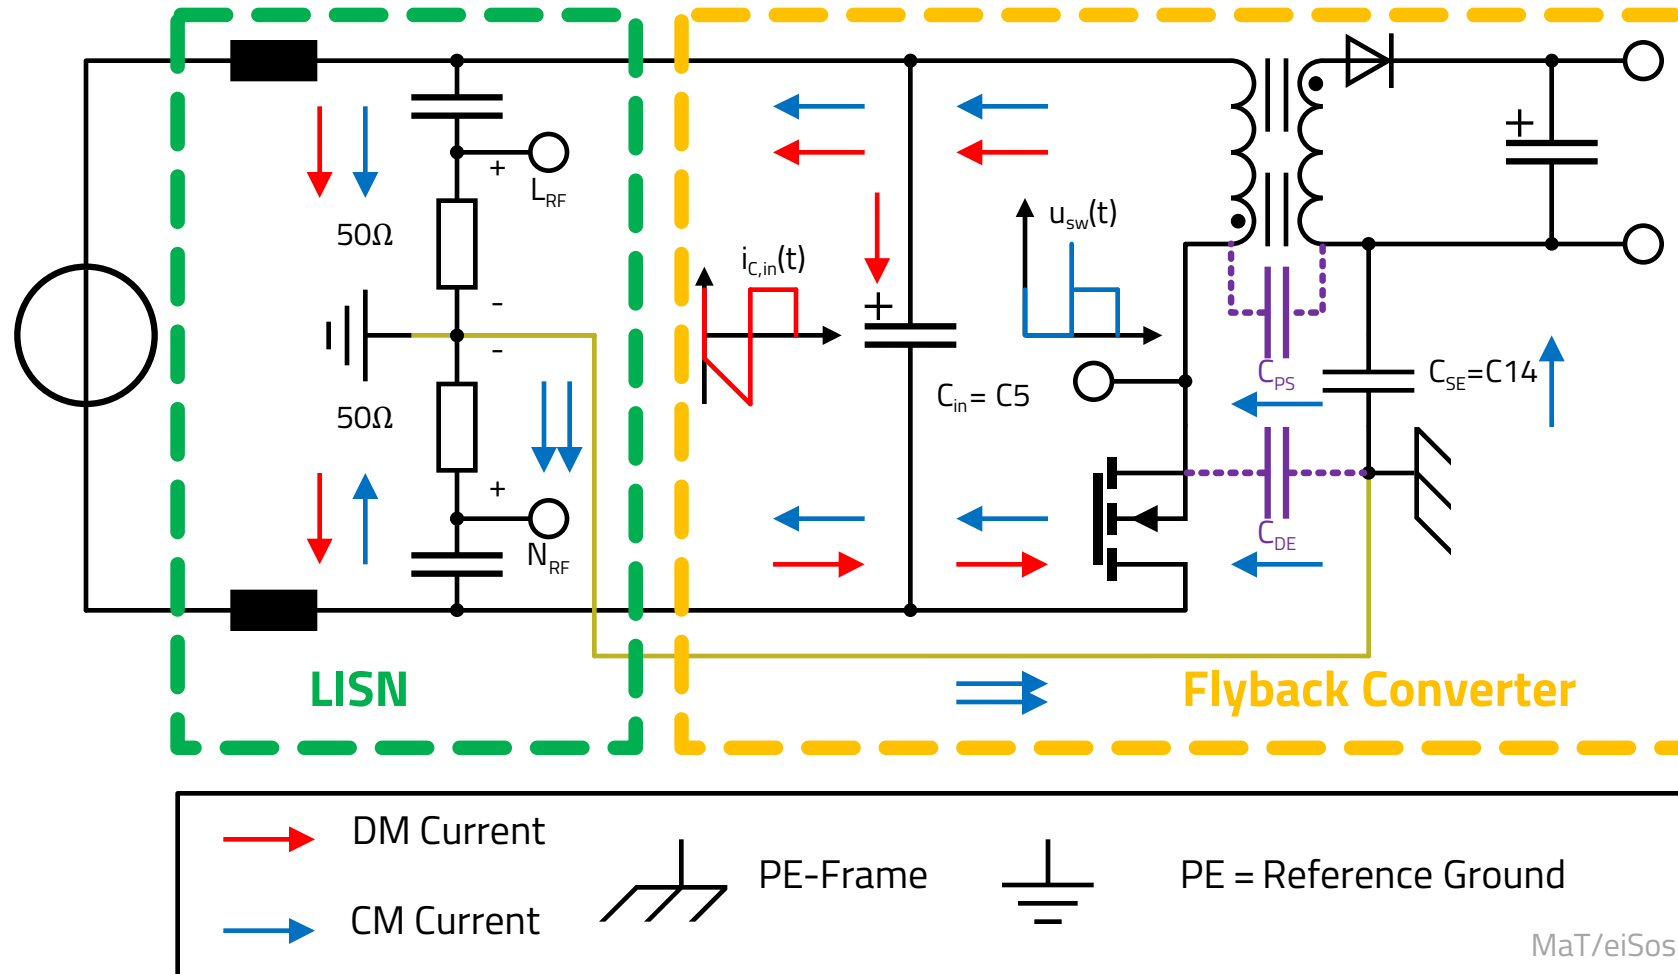 +
L_RF
50Ω
-
-
50Ω
+
N_RF
LISN
i_C,in(t)
+
C_in= C5
u_sw(t)
+
C_PS
C_SE=C14
C_DE
Flyback Converter
DM Current
CM Current
PE-Frame
PE = Reference Ground
MaT/eiSos